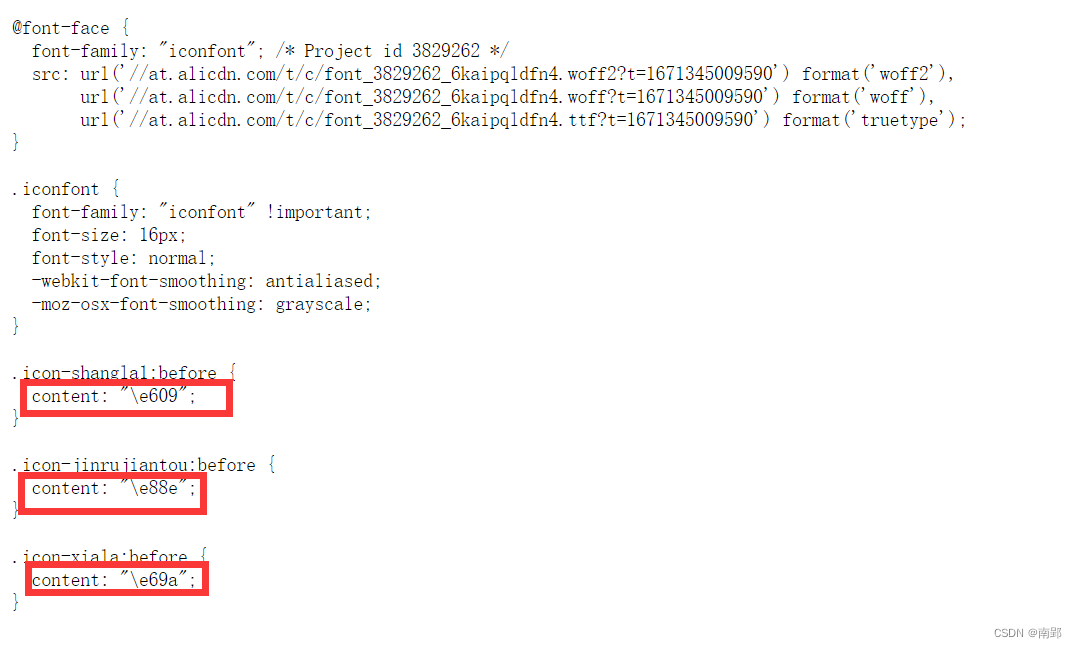 @font-face {
  font-family: "iconfont"; /* Project id 3829262 */
  src: url('//at.alicdn.com/t/c/font_3829262_6kaipqldfn4.woff2?t=1671345009590') format('woff2'),
       url('//at.alicdn.com/t/c/font_3829262_6kaipqldfn4.woff?t=1671345009590') format('woff'),
       url('//at.alicdn.com/t/c/font_3829262_6kaipqldfn4.ttf?t=1671345009590') format('truetype');
}
.iconfont {
  font-family: "iconfont" !important;
  font-size: 16px;
  font-style: normal;
  -webkit-font-smoothing: antialiased;
  -moz-osx-font-smoothing: grayscale;
}
.icon-shangla1:before {
  content: "\e609";
}
.icon-jinrujiantou:before {
  content: "\e88e";
}
.icon-xiala:before {
  content: "\e69a";
}
CSDN @南郢